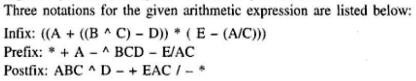 Three notations for the given arithmetic expression are listed below:
Infix: ((A + ((B ^ C) – D)) * ( E – (A/C)))
Prefix: * + A – ^ BCD – E/AC
Postfix: ABC ^ D – + EAC / – *